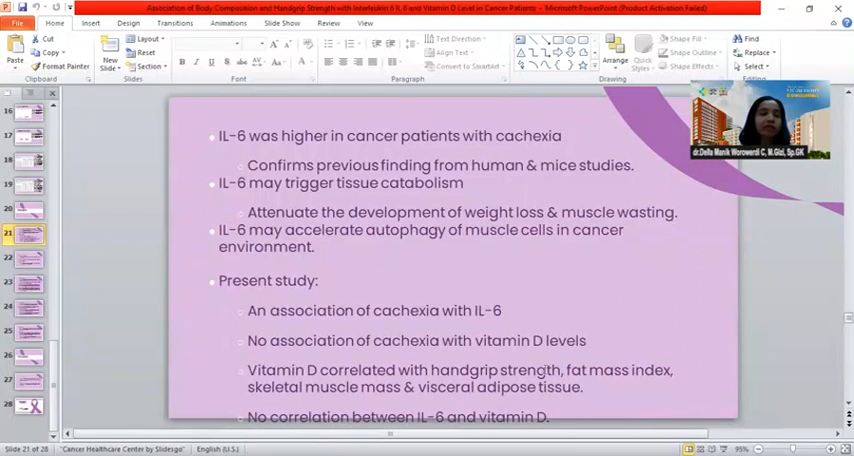 Association of Body Composition and Handgrip Strength with Interleukin 6 IL 6 and Vitamin D Level in Cancer Patients - Microsoft PowerPoint (Product Activation Failed)
File Home Insert Design Transitions Animations Slide Show Review View
Cut
Copy
Format Painter
Paste
Clipboard
New
Slide
Layout
Reset
Section
Slides
Font
Text Direction
Align Text
Convert to SmartArt
Paragraph
Arrange
Quick
Styles
Shape Fill
Shape Outline
Shape Effects
Drawing
Find
Replace
Select
Editing
dr.Della Manik Worowerdi C, M.Gizi, Sp.GK
16
17
18
19
20
21
22
23
24
25
26
27
28
IL-6 was higher in cancer patients with cachexia
Confirms previous finding from human & mice studies.
IL-6 may trigger tissue catabolism
Attenuate the development of weight loss & muscle wasting.
IL-6 may accelerate autophagy of muscle cells in cancer
environment.
Present study:
An association of cachexia with IL-6
No association of cachexia with vitamin D levels
Vitamin D correlated with handgrip strength, fat mass index,
skeletal muscle mass & visceral adipose tissue.
No correlation between IL-6 and vitamin D.
Slide 21 of 28 "Cancer Healthcare Center by Slidesgo" English (U.S.) 95%